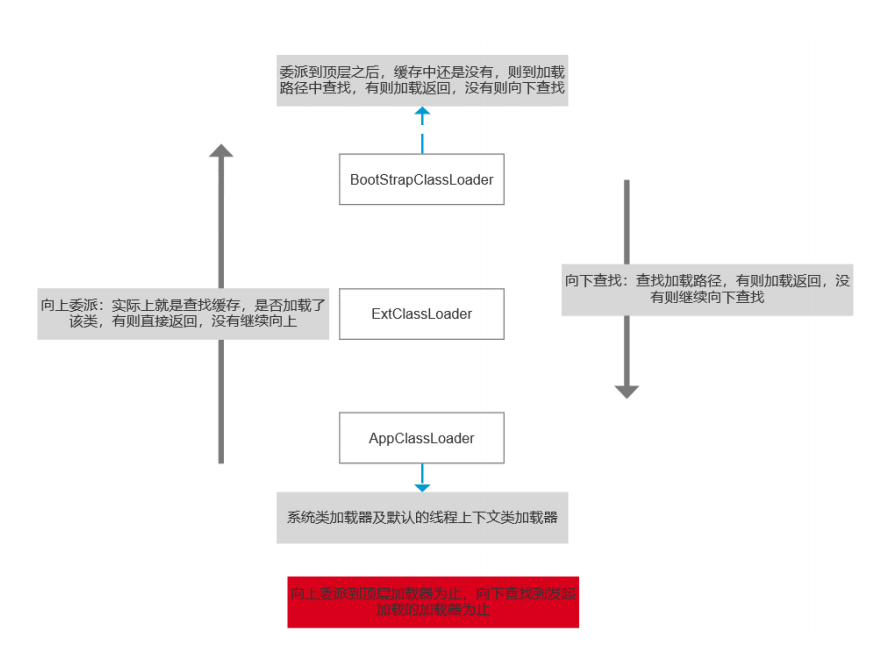 委派到顶层之后，缓存中还是没有，则到加载
路径中查找，有则加载返回，没有则向下查找
BootStrapClassLoader
向上委派：实际上就是查找缓存，是否加载了
该类，有则直接返回，没有继续向上
ExtClassLoader
向下查找：查找加载路径，有则加载返回，没
有则继续向下查找
AppClassLoader
系统类加载器及默认的线程上下文类加载器
向上委派到顶层加载器为止，向下查找到发起
加载的加载器为止